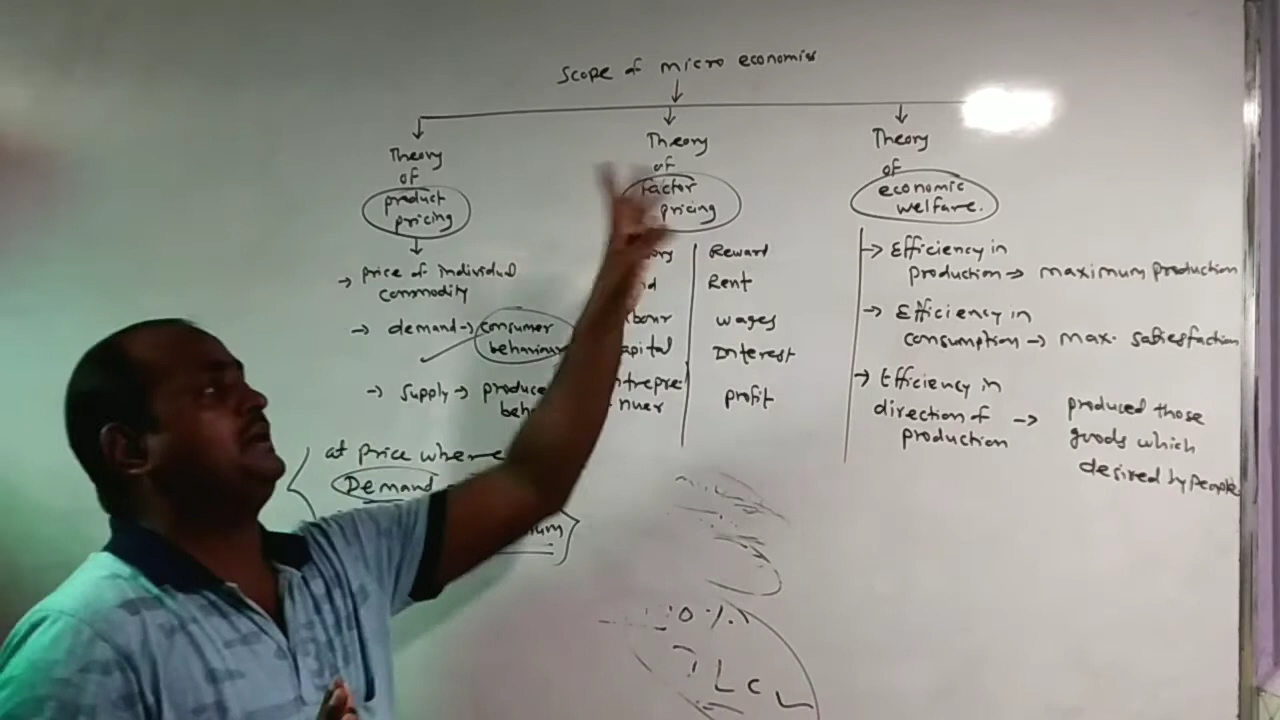 Scope of micro economics
Theory
of
product
pricing
→ price of individual
commodity
→ demand → consumer
behaviour
→ supply →
at price where
Demand
Theory
of
factor
pricing
Reward
Rent
wages
Interest
profit
Theory
of
economic
welfare.
→ Efficiency in
production → maximum production
→ Efficiency in
consumption → max. satiesfaction
→ Efficiency in
direction of → produced those
production goods which
desired by people